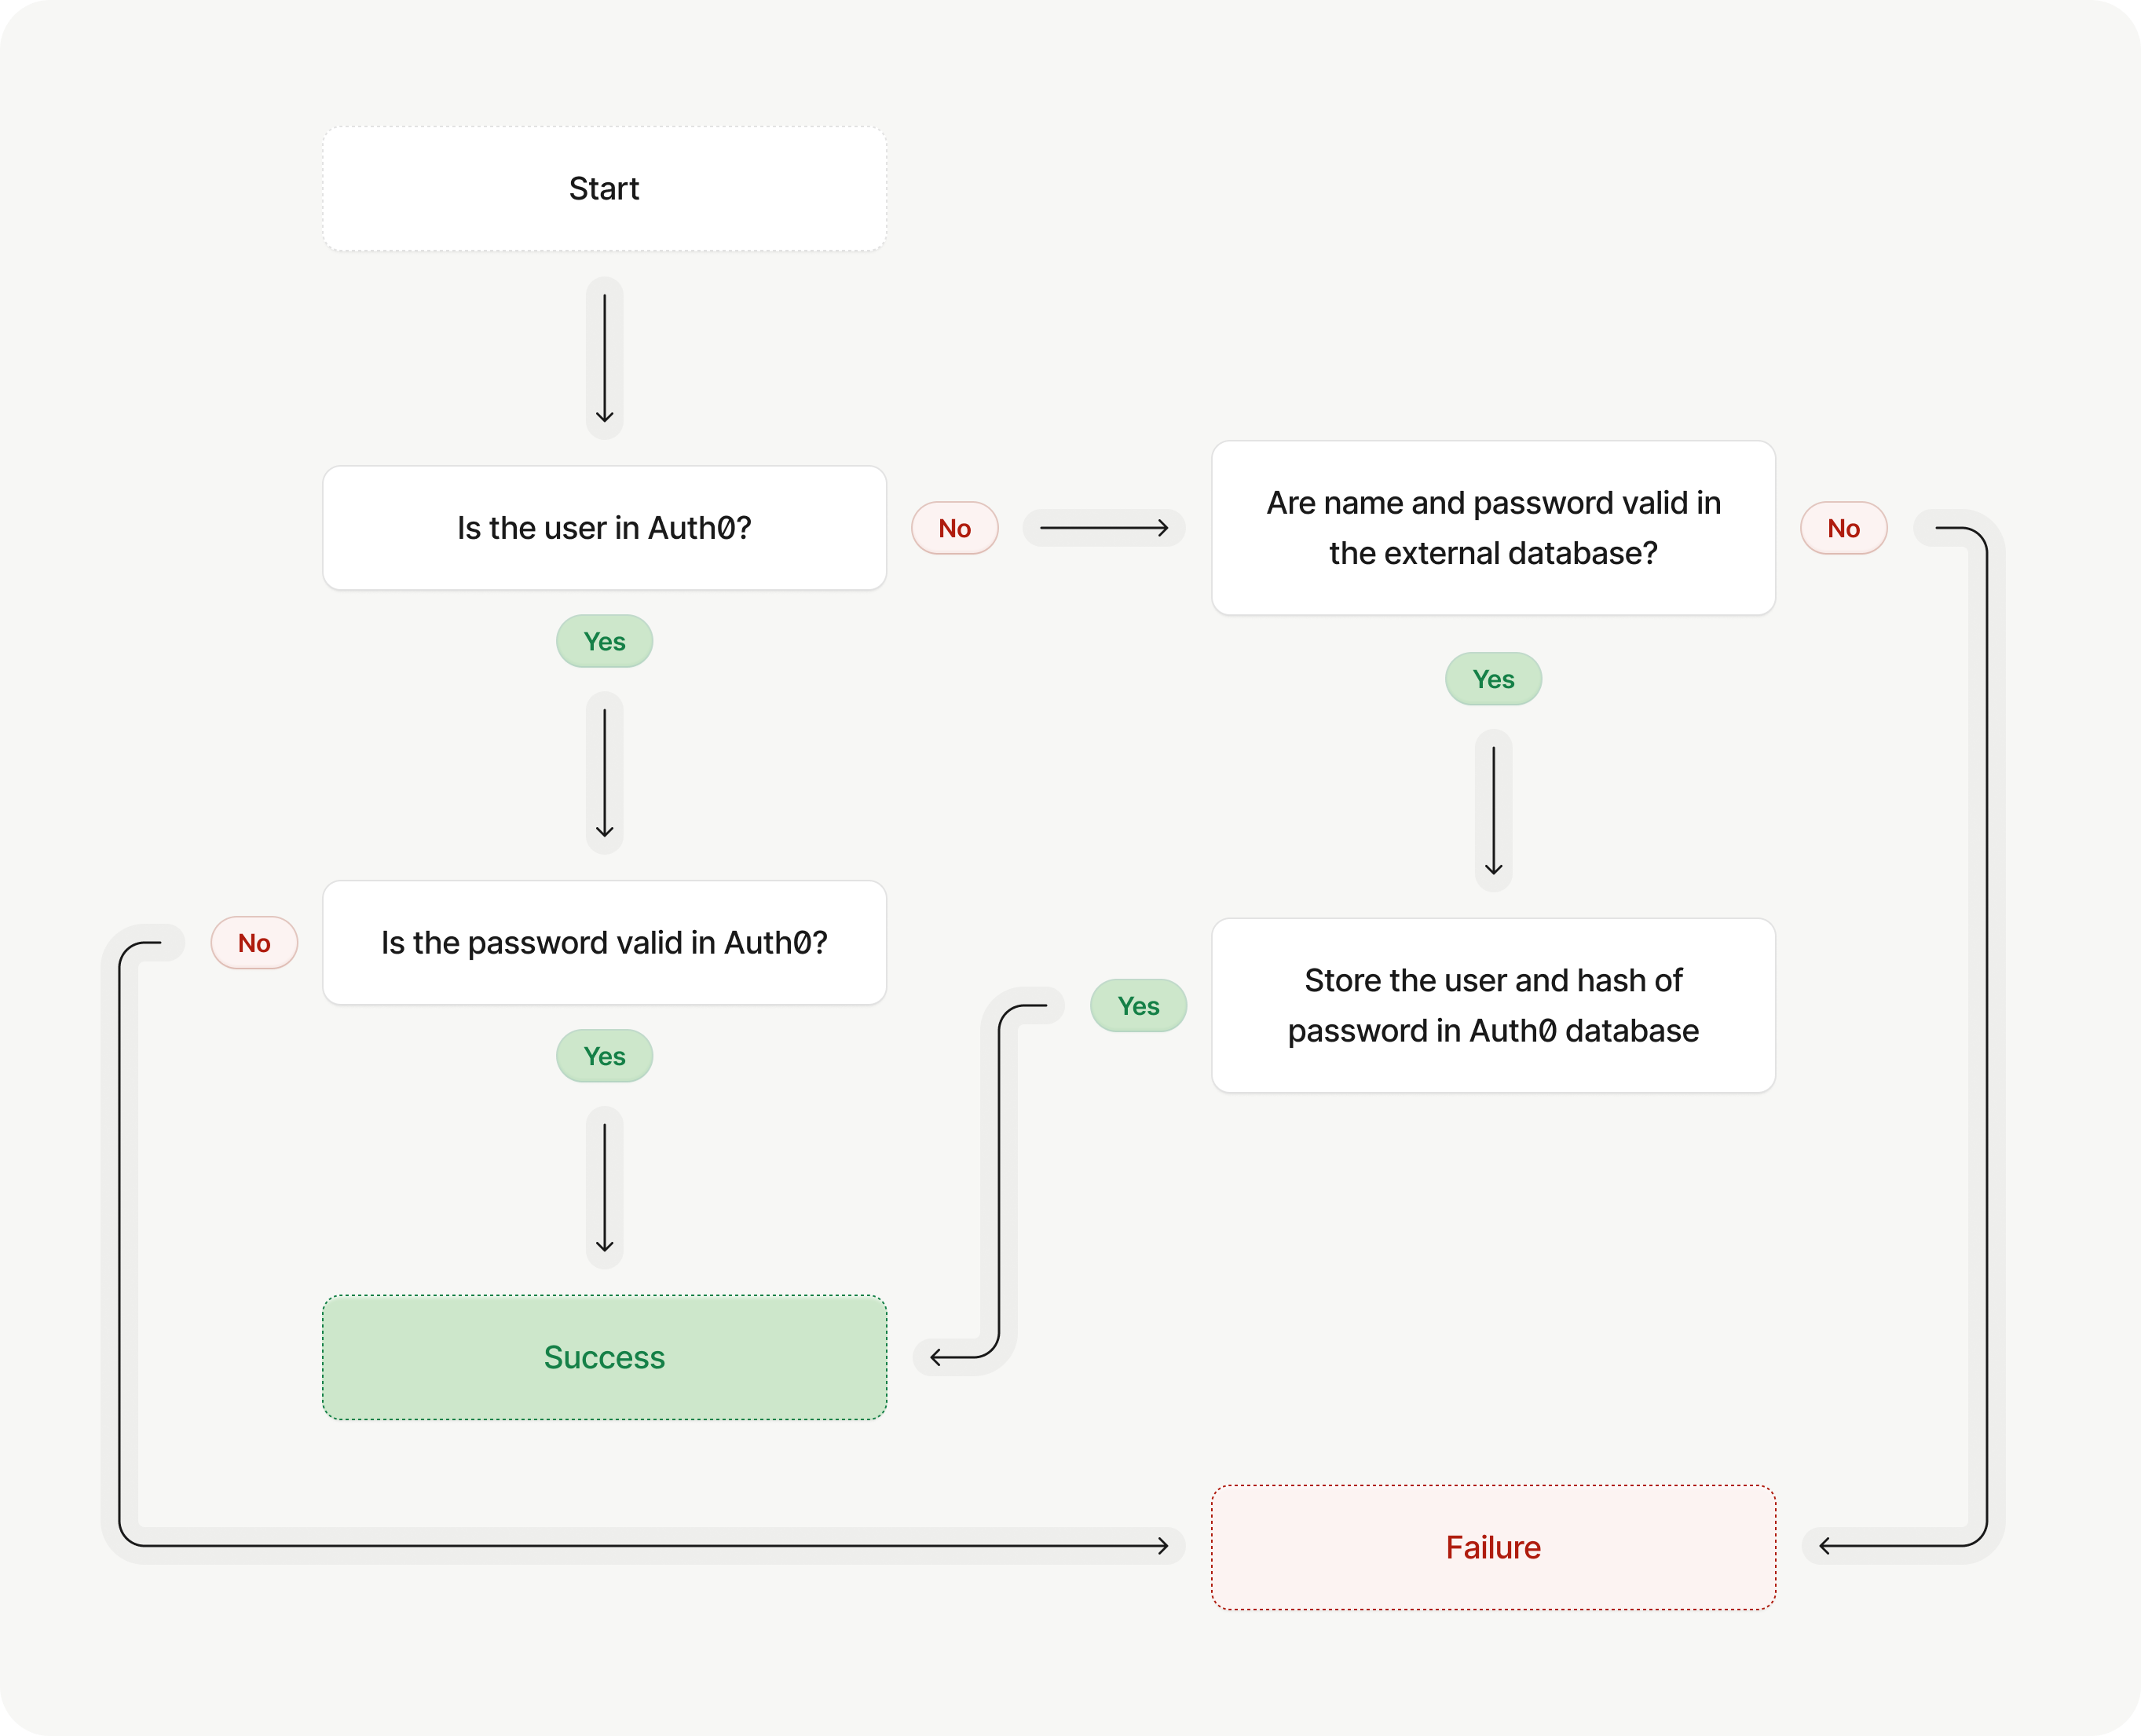 Start
Is the user in Auth0?
No
Are name and password valid in
the external database?
No
Yes
Yes
No
Is the password valid in Auth0?
Yes
Store the user and hash of
password in Auth0 database
Yes
Success
Failure